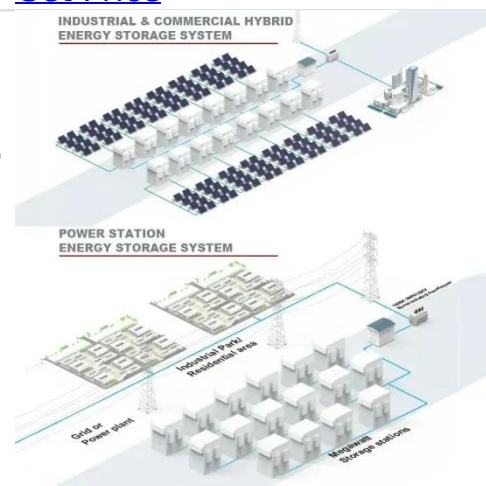 INDUSTRIAL & COMMERCIAL HYBRID
ENERGY STORAGE SYSTEM
POWER STATION
ENERGY STORAGE SYSTEM
Industrial Park/
Residential area
Grid or
Power plant
Megawatt
Storage stations